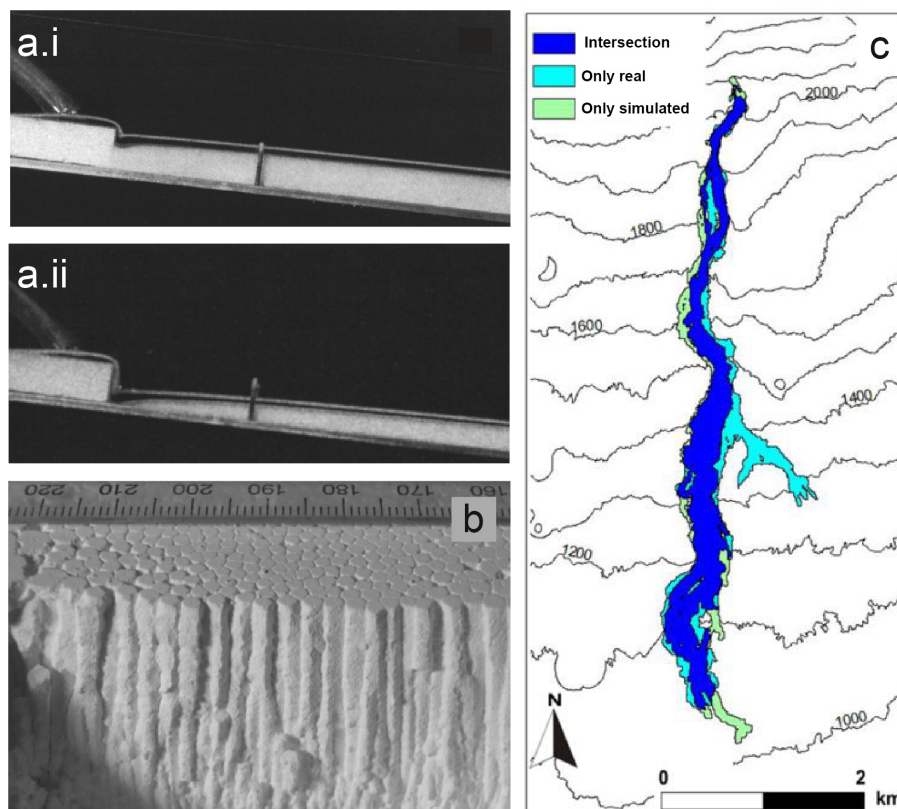 a.i
a.ii
220 210 200 190 180 170 160
b
Intersection
Only real
Only simulated
c
2000
1800
1600
1400
1200
1000
N
0 2
km